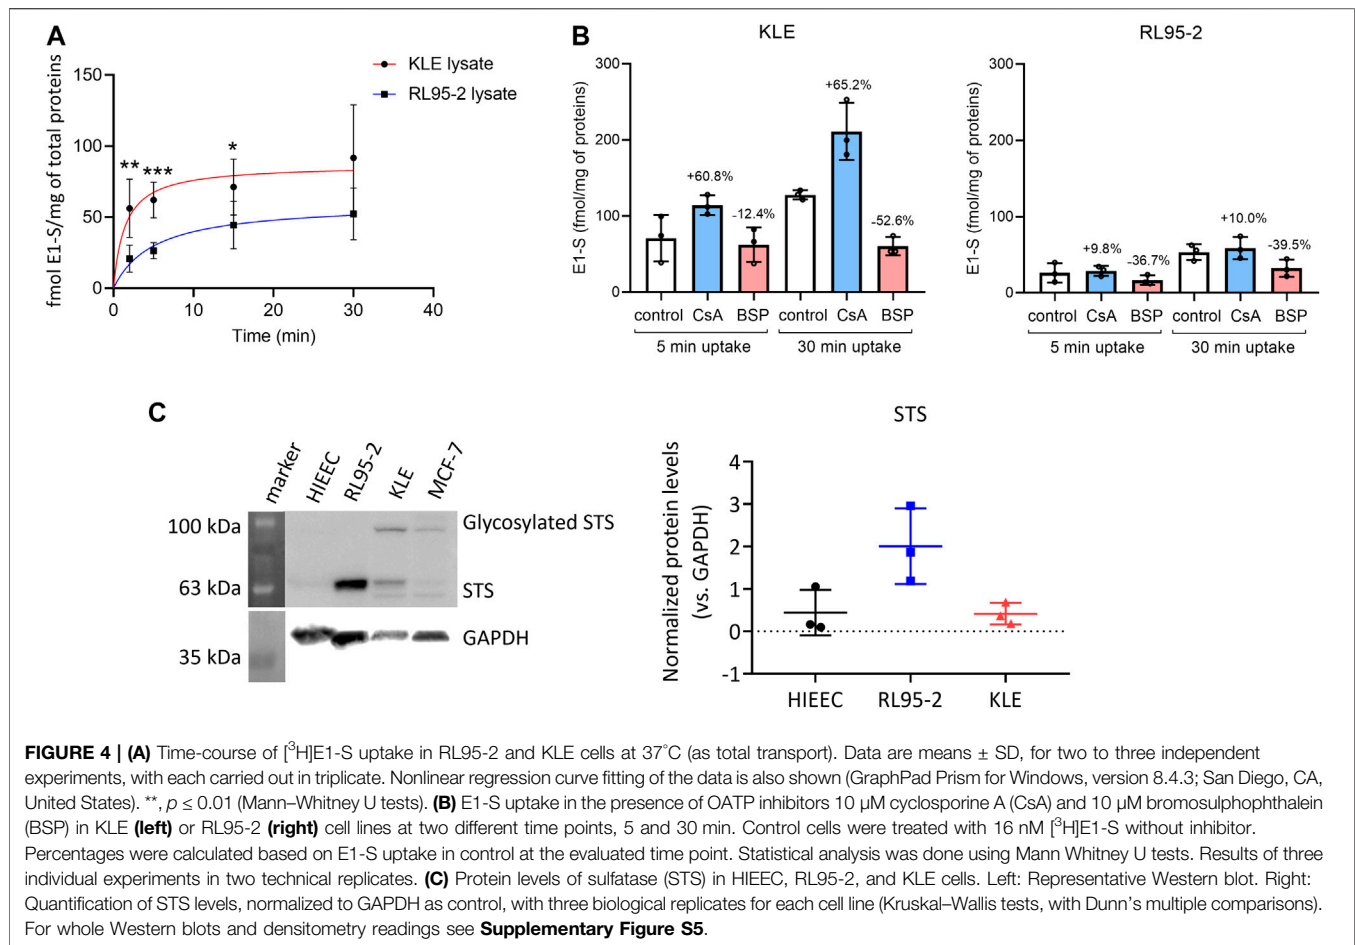 A
fmol E1-S/mg of total proteins
150
100
50
0
0
10
20
30
40
Time (min)
KLE lysate
RL95-2 lysate
**
***
*
B
KLE
E1-S (fmol/mg of proteins)
300
200
100
0
+60.8%
-12.4%
+65.2%
-52.6%
control CsA BSP control CsA BSP
5 min uptake 30 min uptake
RL95-2
E1-S (fmol/mg of proteins)
300
200
100
0
+9.8%
-36.7%
+10.0%
-39.5%
control CsA BSP control CsA BSP
5 min uptake 30 min uptake
C
marker HIEEC RL95-2 KLE MCF-7
100 kDa
63 kDa
35 kDa
Glycosylated STS
STS
GAPDH
STS
Normalized protein levels
(vs. GAPDH)
4
3
2
1
0
-1
HIEEC RL95-2 KLE
FIGURE 4 | (A) Time-course of [³H]E1-S uptake in RL95-2 and KLE cells at 37°C (as total transport). Data are means ± SD, for two to three independent
experiments, with each carried out in triplicate. Nonlinear regression curve fitting of the data is also shown (GraphPad Prism for Windows, version 8.4.3; San Diego, CA,
United States). **, p ≤ 0.01 (Mann–Whitney U tests). (B) E1-S uptake in the presence of OATP inhibitors 10 µM cyclosporine A (CsA) and 10 µM bromosulphophthalein
(BSP) in KLE (left) or RL95-2 (right) cell lines at two different time points, 5 and 30 min. Control cells were treated with 16 nM [³H]E1-S without inhibitor.
Percentages were calculated based on E1-S uptake in control at the evaluated time point. Statistical analysis was done using Mann Whitney U tests. Results of three
individual experiments in two technical replicates. (C) Protein levels of sulfatase (STS) in HIEEC, RL95-2, and KLE cells. Left: Representative Western blot. Right:
Quantification of STS levels, normalized to GAPDH as control, with three biological replicates for each cell line (Kruskal–Wallis tests, with Dunn's multiple comparisons).
For whole Western blots and densitometry readings see Supplementary Figure S5.